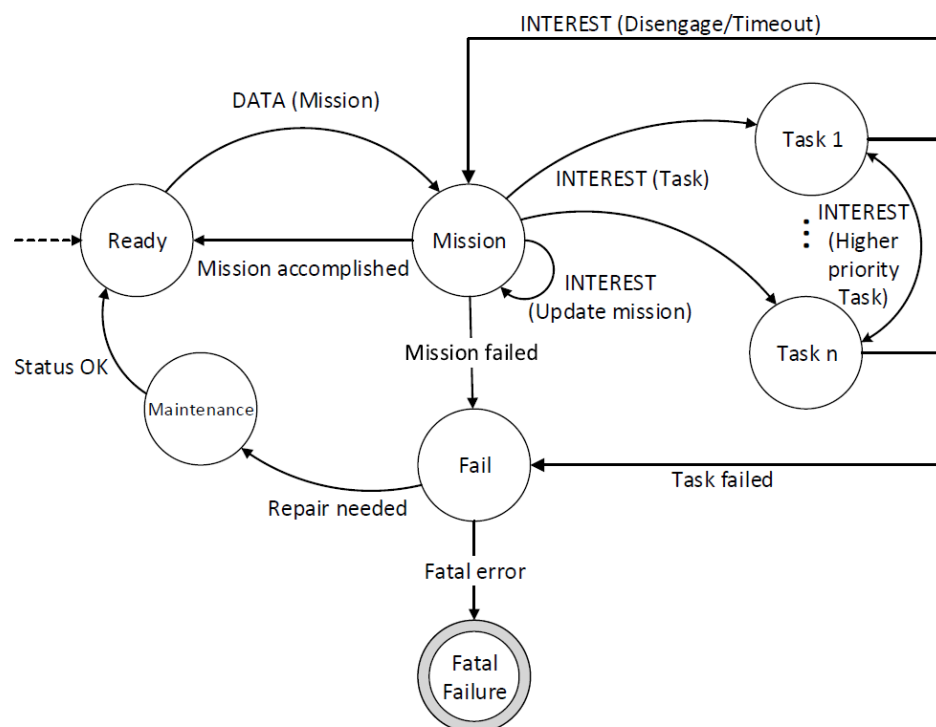 INTEREST (Disengage/Timeout)
DATA (Mission)
Task 1
INTEREST (Task)
INTEREST
(Higher
priority
Task)
Ready
Mission
Mission accomplished
INTEREST
(Update mission)
Task n
Mission failed
Status OK
Maintenance
Fail
Task failed
Repair needed
Fatal error
Fatal
Failure